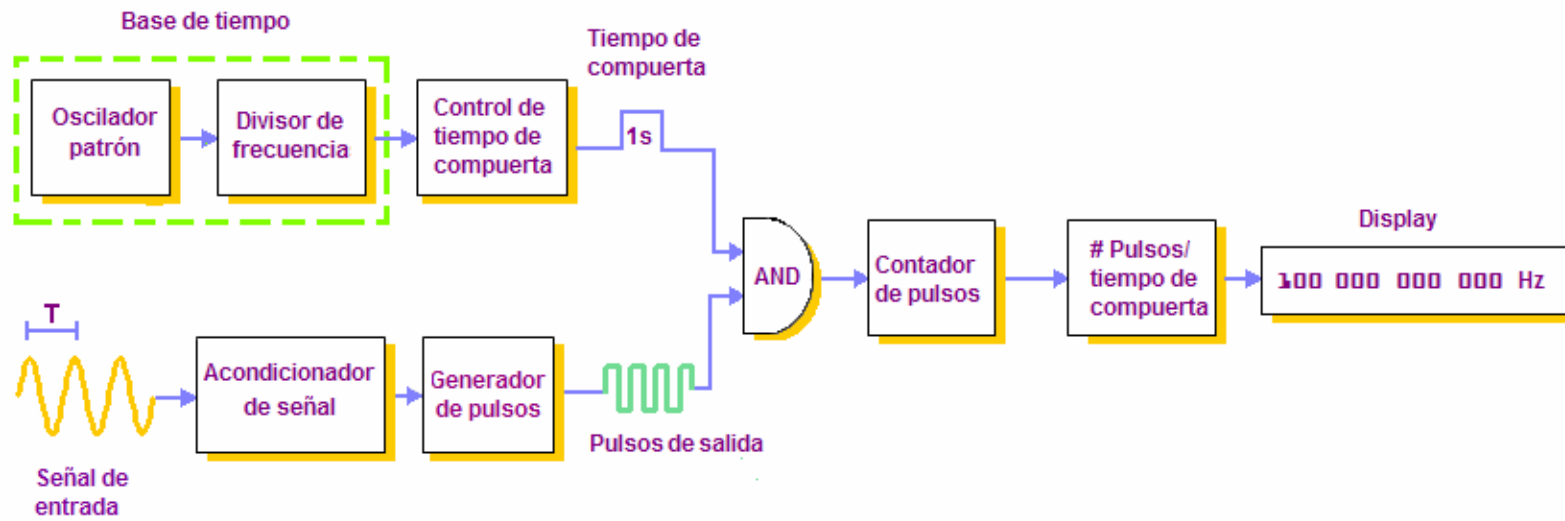 Base de tiempo
Oscilador
patrón
Divisor de
frecuencia
Control de
tiempo de
compuerta
Tiempo de
compuerta
1s
AND
Contador
de pulsos
# Pulsos/
tiempo de
compuerta
Display
100 000 000 000 Hz
T
Señal de
entrada
Acondicionador
de señal
Generador
de pulsos
Pulsos de salida